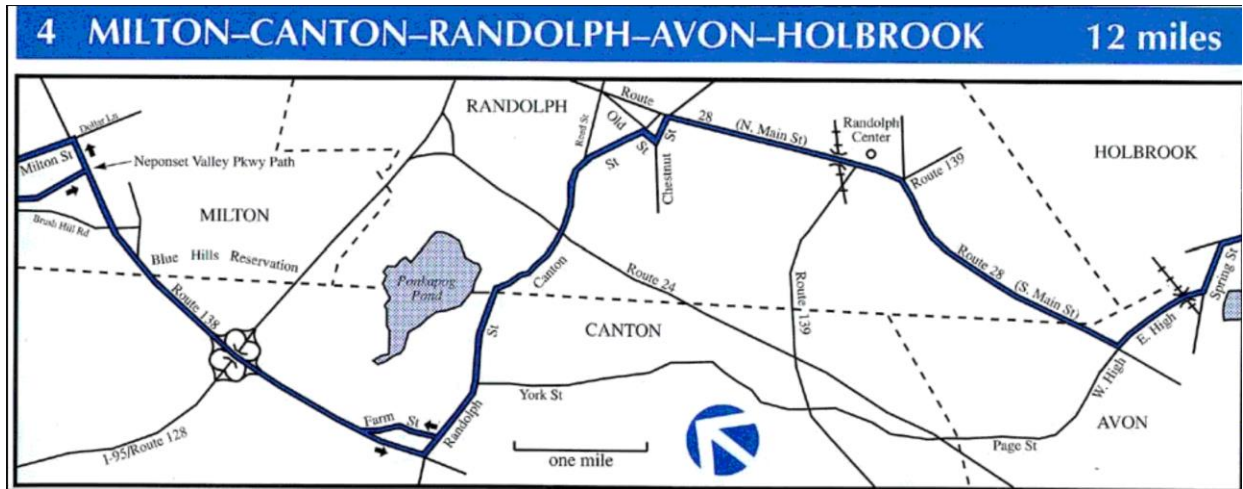 4 MILTON–CANTON–RANDOLPH–AVON–HOLBROOK 12 miles
RANDOLPH
Route 28 (N. Main St)
Old St
Reed St
Dollar Ln
Milton St
Neponset Valley Pkwy Path
Randolph Center
HOLBROOK
Route 139
Chestnut St
St
MILTON
Brush Hill Rd
Blue Hills Reservation
Ponkapog Pond
Canton
Route 24
Route 28 (S. Main St)
Spring St
Route 138
St
CANTON
Route 139
E. High
W. High
York St
Farm St
Randolph
AVON
I-95/Route 128
one mile
Page St